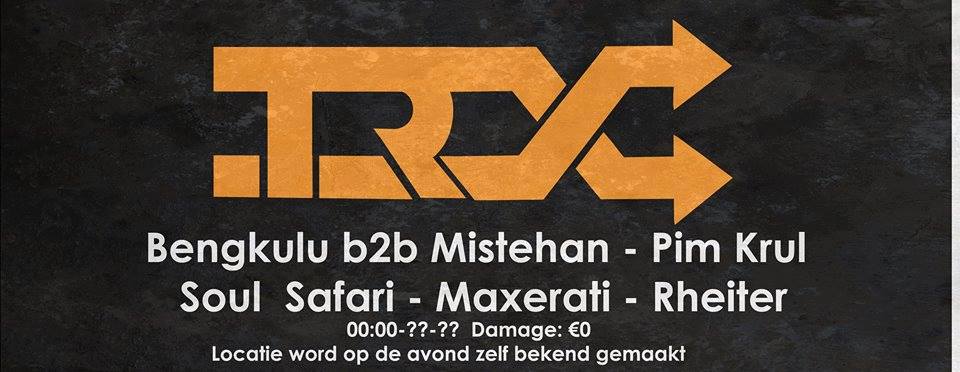 TRX
Bengkulu b2b Mistehan - Pim Krul
Soul Safari - Maxerati - Rheiter
00:00-??-?? Damage: €0
Locatie word op de avond zelf bekend gemaakt